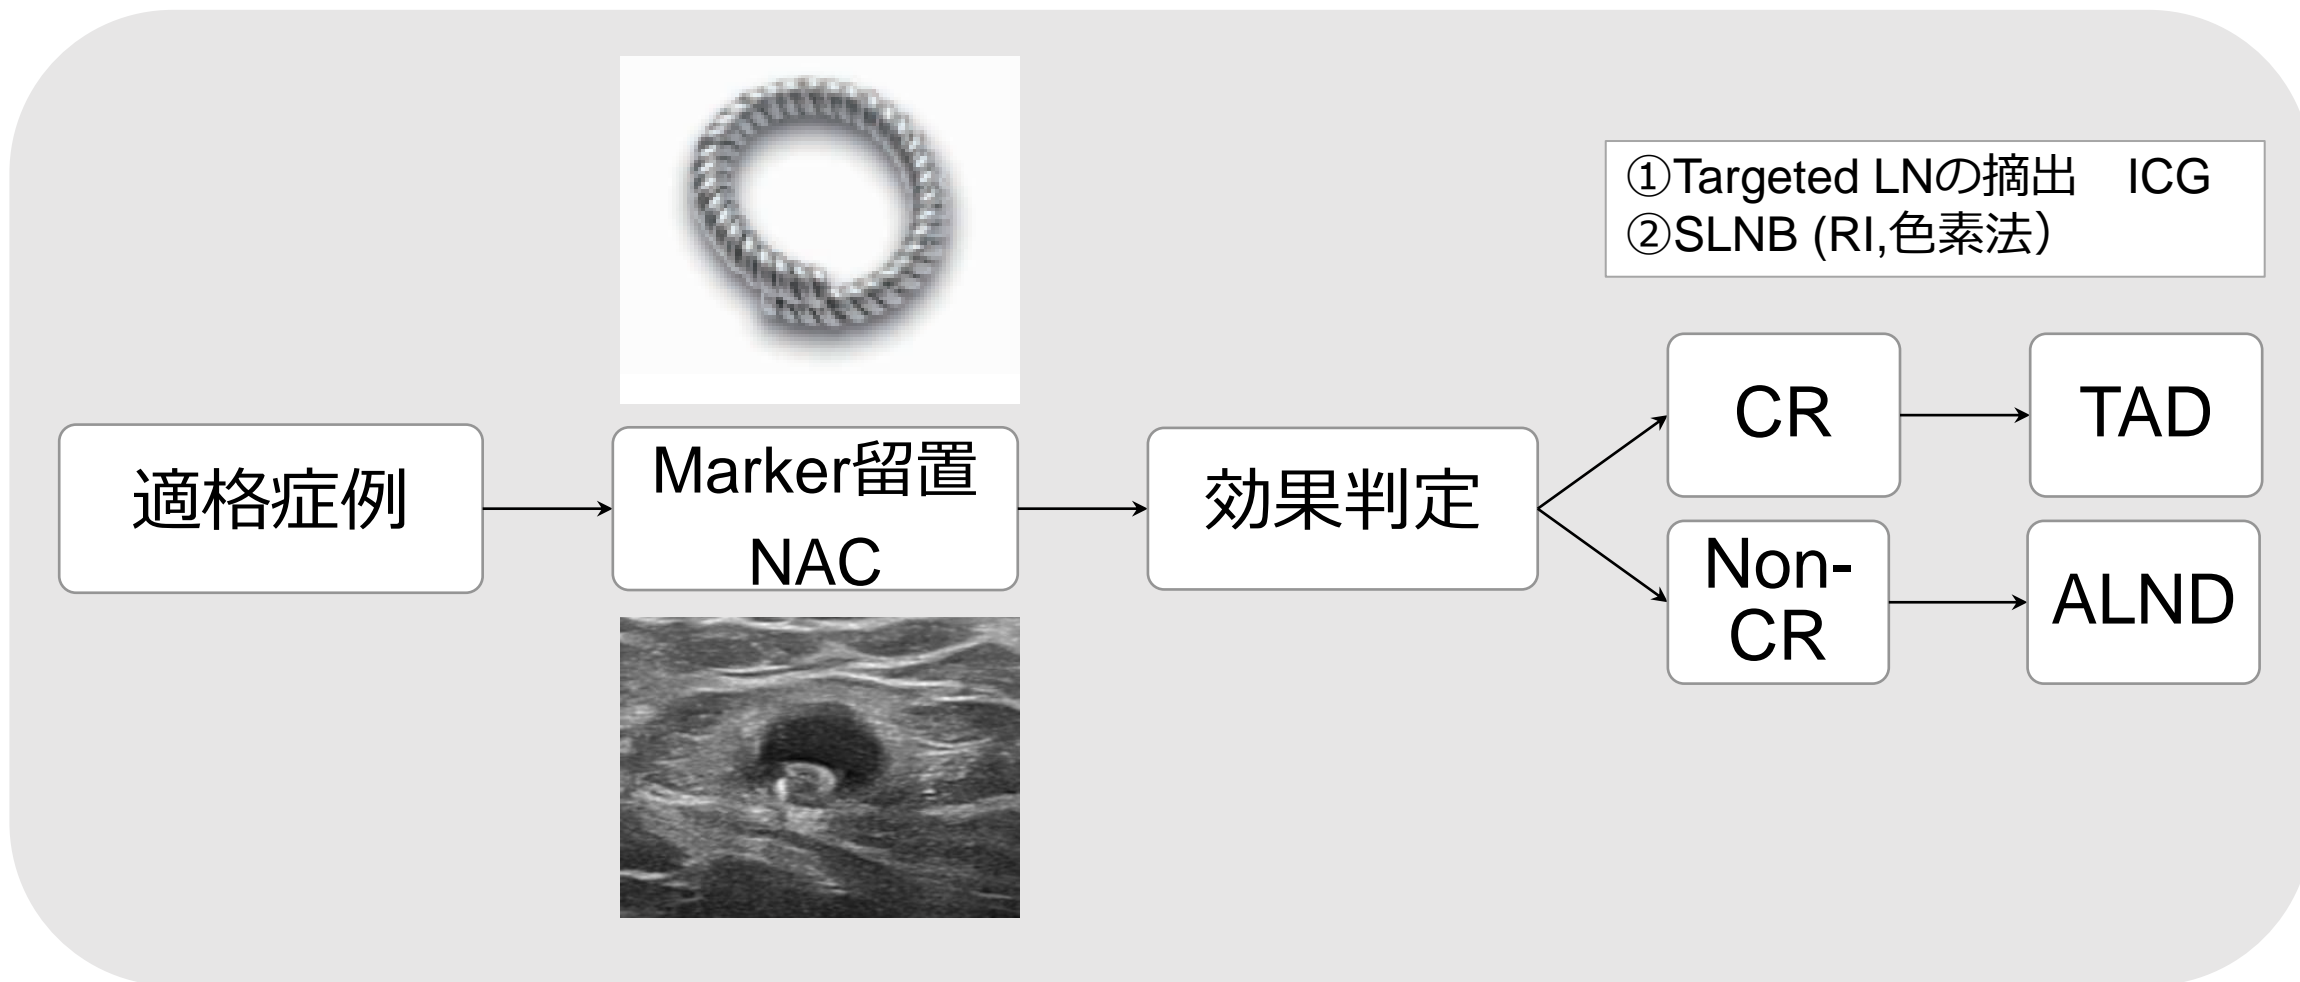 ①Targeted LNの摘出　ICG
②SLNB (RI,色素法）
適格症例
Marker留置
NAC
効果判定
CR
TAD
Non-
CR
ALND